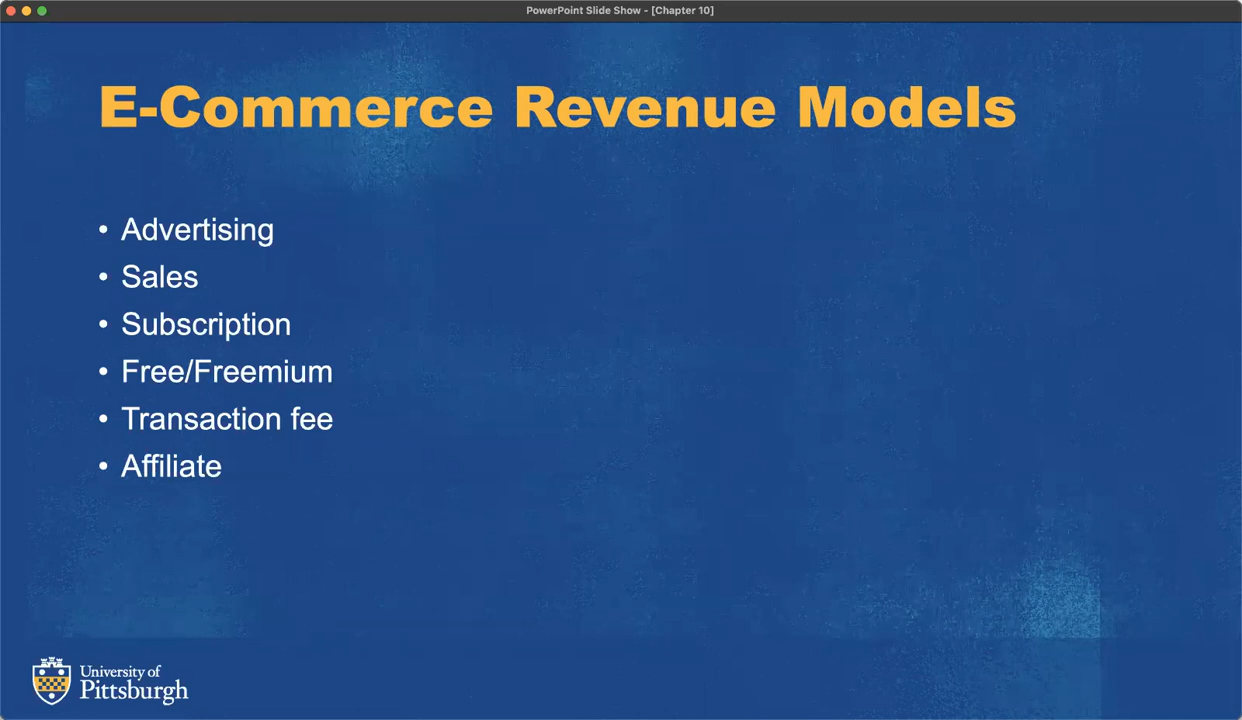 PowerPoint Slide Show - [Chapter 10]
E-Commerce Revenue Models
• Advertising
• Sales
• Subscription
• Free/Freemium
• Transaction fee
• Affiliate
University of
Pittsburgh